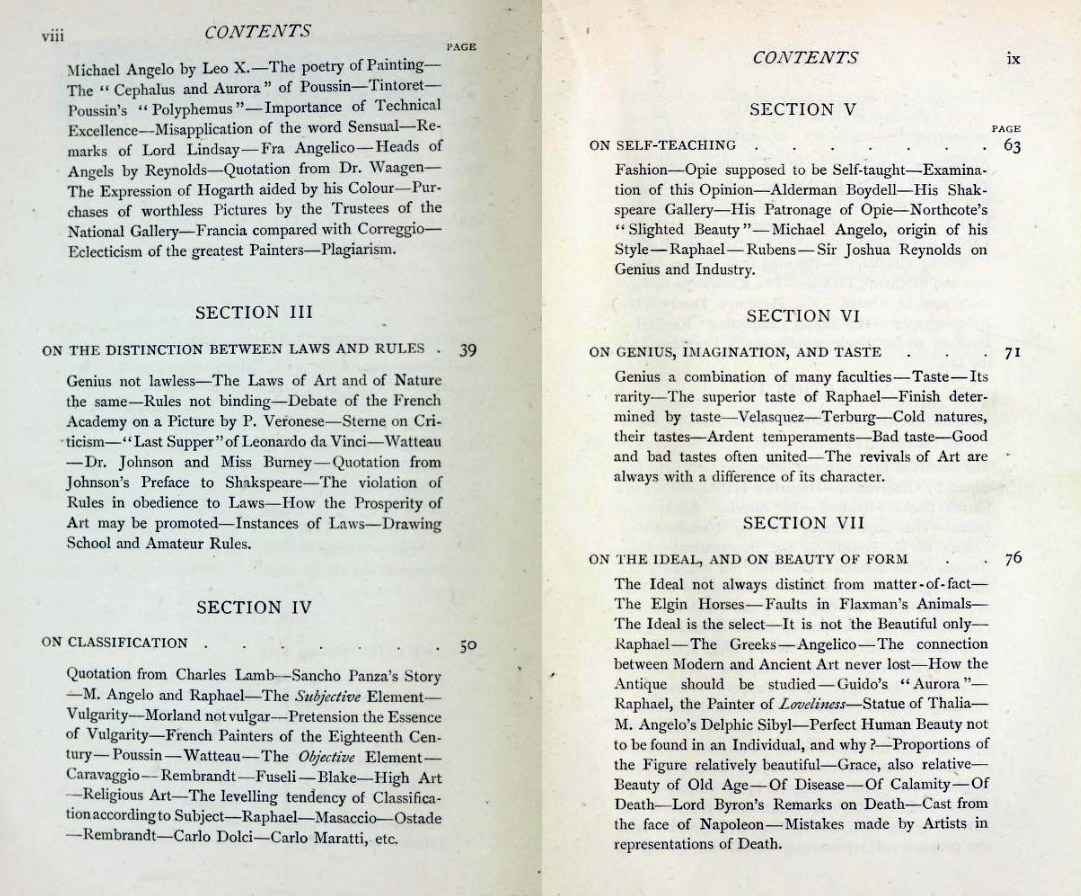 viii
CONTENTS
PAGE
Michael Angelo by Leo X.—The poetry of Painting—
The “ Cephalus and Aurora ” of Poussin—Tintoret—
Poussin's “ Polyphemus ”—Importance of Technical
Excellence—Misapplication of the word Sensual—Re-
marks of Lord Lindsay—Fra Angelico—Heads of
Angels by Reynolds—Quotation from Dr. Waagen—
The Expression of Hogarth aided by his Colour—Pur-
chases of worthless Pictures by the Trustees of the
National Gallery—Francia compared with Correggio—
Eclecticism of the greatest Painters—Plagiarism.
SECTION III
ON THE DISTINCTION BETWEEN LAWS AND RULES . 39
Genius not lawless—The Laws of Art and of Nature
the same—Rules not binding—Debate of the French
Academy on a Picture by P. Veronese—Sterne on Cri-
ticism—“Last Supper” of Leonardo da Vinci—Watteau
—Dr. Johnson and Miss Burney—Quotation from
Johnson's Preface to Shakspeare—The violation of
Rules in obedience to Laws—How the Prosperity of
Art may be promoted—Instances of Laws—Drawing
School and Amateur Rules.
SECTION IV
ON CLASSIFICATION . . . . . . . 50
Quotation from Charles Lamb—Sancho Panza's Story
—M. Angelo and Raphael—The Subjective Element—
Vulgarity—Morland not vulgar—Pretension the Essence
of Vulgarity—French Painters of the Eighteenth Cen-
tury—Poussin—Watteau—The Objective Element—
Caravaggio—Rembrandt—Fuseli—Blake—High Art
—Religious Art—The levelling tendency of Classifica-
tion according to Subject—Raphael—Masaccio—Ostade
—Rembrandt—Carlo Dolci—Carlo Maratti, etc.
CONTENTS
ix
SECTION V
PAGE
ON SELF-TEACHING . . . . . . . 63
Fashion—Opie supposed to be Self-taught—Examina-
tion of this Opinion—Alderman Boydell—His Shak-
speare Gallery—His Patronage of Opie—Northcote's
“ Slighted Beauty ”—Michael Angelo, origin of his
Style—Raphael—Rubens—Sir Joshua Reynolds on
Genius and Industry.
SECTION VI
ON GENIUS, IMAGINATION, AND TASTE . . . 71
Genius a combination of many faculties—Taste—Its
rarity—The superior taste of Raphael—Finish deter-
mined by taste—Velasquez—Terburg—Cold natures,
their tastes—Ardent temperaments—Bad taste—Good
and bad tastes often united—The revivals of Art are
always with a difference of its character.
SECTION VII
ON THE IDEAL, AND ON BEAUTY OF FORM . . 76
The Ideal not always distinct from matter-of-fact—
The Elgin Horses—Faults in Flaxman's Animals—
The Ideal is the select—It is not the Beautiful only—
Raphael—The Greeks—Angelico—The connection
between Modern and Ancient Art never lost—How the
Antique should be studied—Guido's “ Aurora ”—
Raphael, the Painter of Loveliness—Statue of Thalia—
M. Angelo's Delphic Sibyl—Perfect Human Beauty not
to be found in an Individual, and why?—Proportions of
the Figure relatively beautiful—Grace, also relative—
Beauty of Old Age—Of Disease—Of Calamity—Of
Death—Lord Byron's Remarks on Death—Cast from
the face of Napoleon—Mistakes made by Artists in
representations of Death.